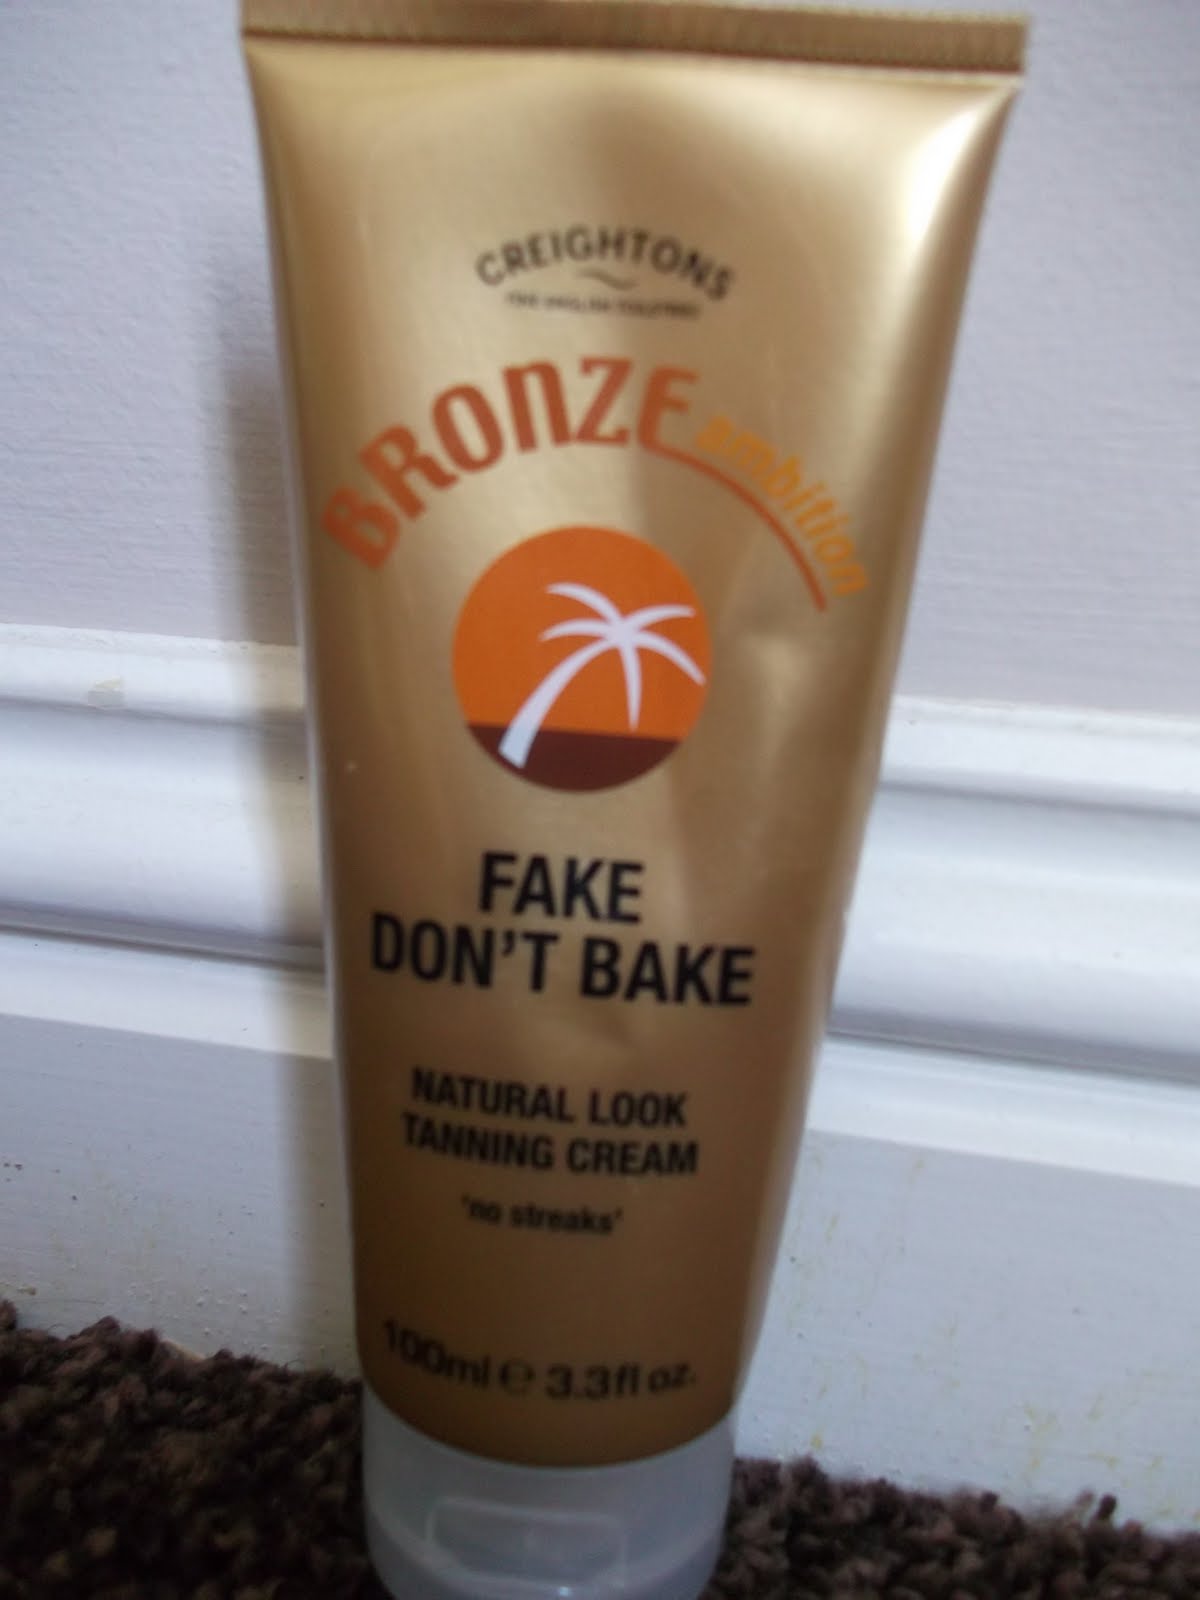 CREIGHTONS
BRONZE ambition
FAKE
DON'T BAKE
NATURAL LOOK
TANNING CREAM
'no streaks'
100ml e 3.3fl oz.